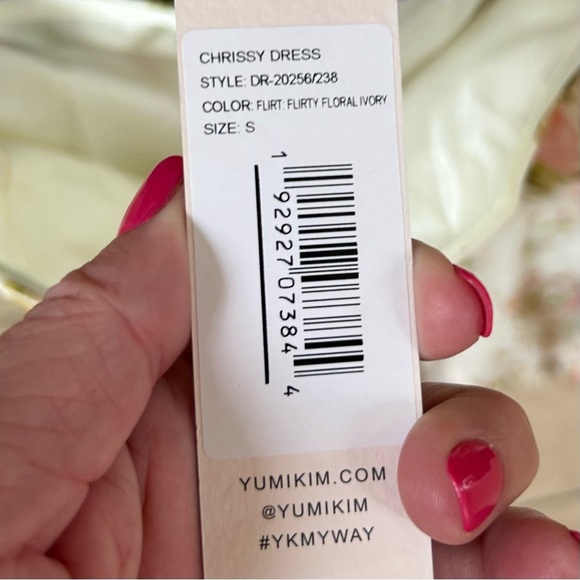 CHRISSY DRESS
STYLE: DR-20256/238
COLOR: FLIRT: FLIRTY FLORAL IVORY
SIZE: S
1 92927 07384 4
YUMIKIM.COM
@YUMIKIM
#YKMYWAY